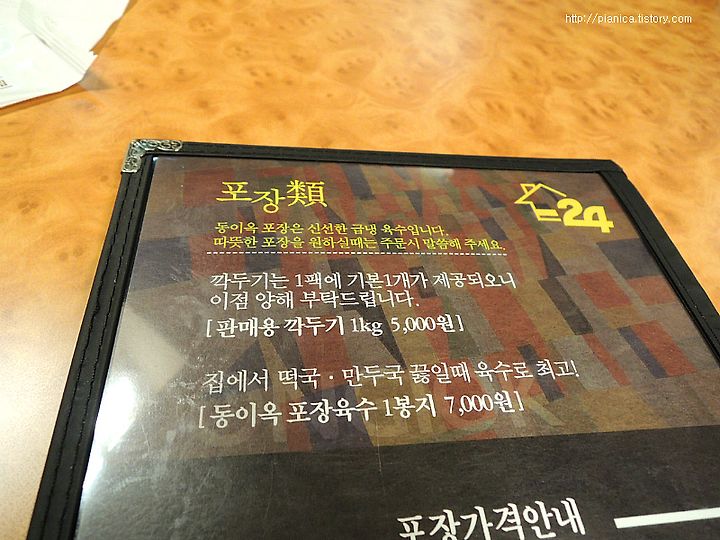 http://pianica.tistory.com
포장類
=24
동이옥 포장은 신선한 급냉 육수입니다.
따뜻한 포장을 원하실때는 주문시 말씀해 주세요.
깍두기는 1팩에 기본1개가 제공되오니
이점 양해 부탁드립니다.
[판매용 깍두기 1kg 5,000원]
집에서 떡국·만두국 끓일때 육수로 최고!
[동이옥 포장육수 1봉지 7,000원]
포장가격안내